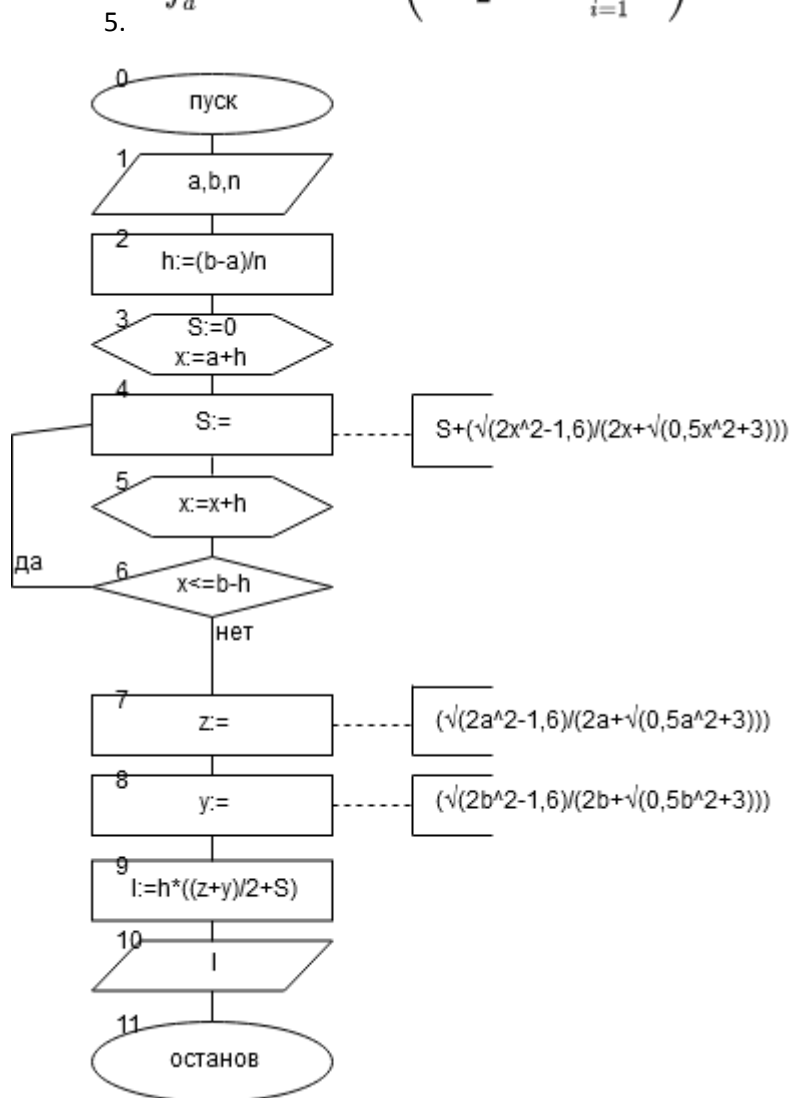 a
i=1
5.
0
пуск
1
a,b,n
2
h:=(b-a)/n
3
S:=0
x:=a+h
4
S:=
S+(√(2x^2-1,6)/(2x+√(0,5x^2+3)))
5
x:=x+h
да
6
x<=b-h
нет
7
z:=
(√(2a^2-1,6)/(2a+√(0,5a^2+3)))
8
y:=
(√(2b^2-1,6)/(2b+√(0,5b^2+3)))
9
I:=h*((z+y)/2+S)
10
I
11
останов